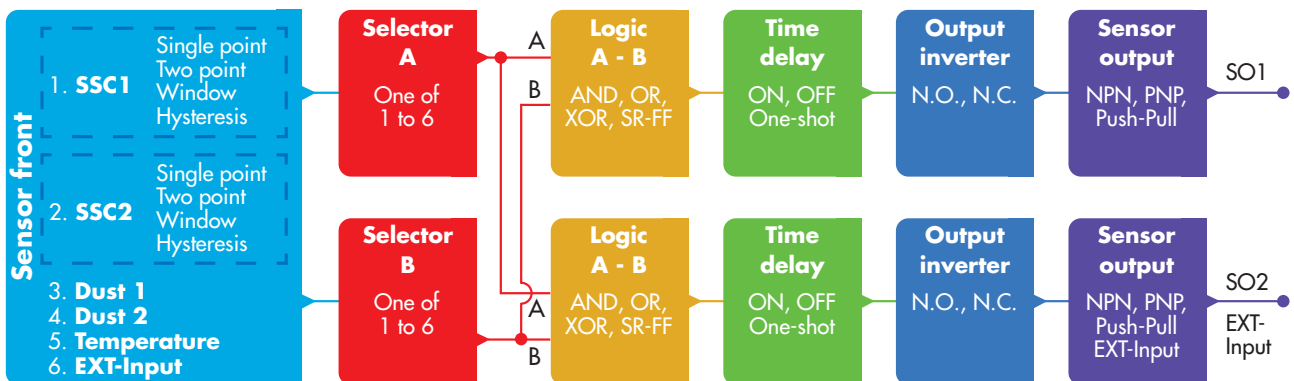 Sensor front
1. SSC1
Single point
Two point
Window
Hysteresis
2. SSC2
Single point
Two point
Window
Hysteresis
3. Dust 1
4. Dust 2
5. Temperature
6. EXT-Input
Selector
A
One of
1 to 6
A
B
Logic
A - B
AND, OR,
XOR, SR-FF
Time
delay
ON, OFF
One-shot
Output
inverter
N.O., N.C.
Sensor
output
NPN, PNP,
Push-Pull
SO1
Selector
B
One of
1 to 6
A
B
Logic
A - B
AND, OR,
XOR, SR-FF
Time
delay
ON, OFF
One-shot
Output
inverter
N.O., N.C.
Sensor
output
NPN, PNP,
Push-Pull
EXT-Input
SO2
EXT-
Input